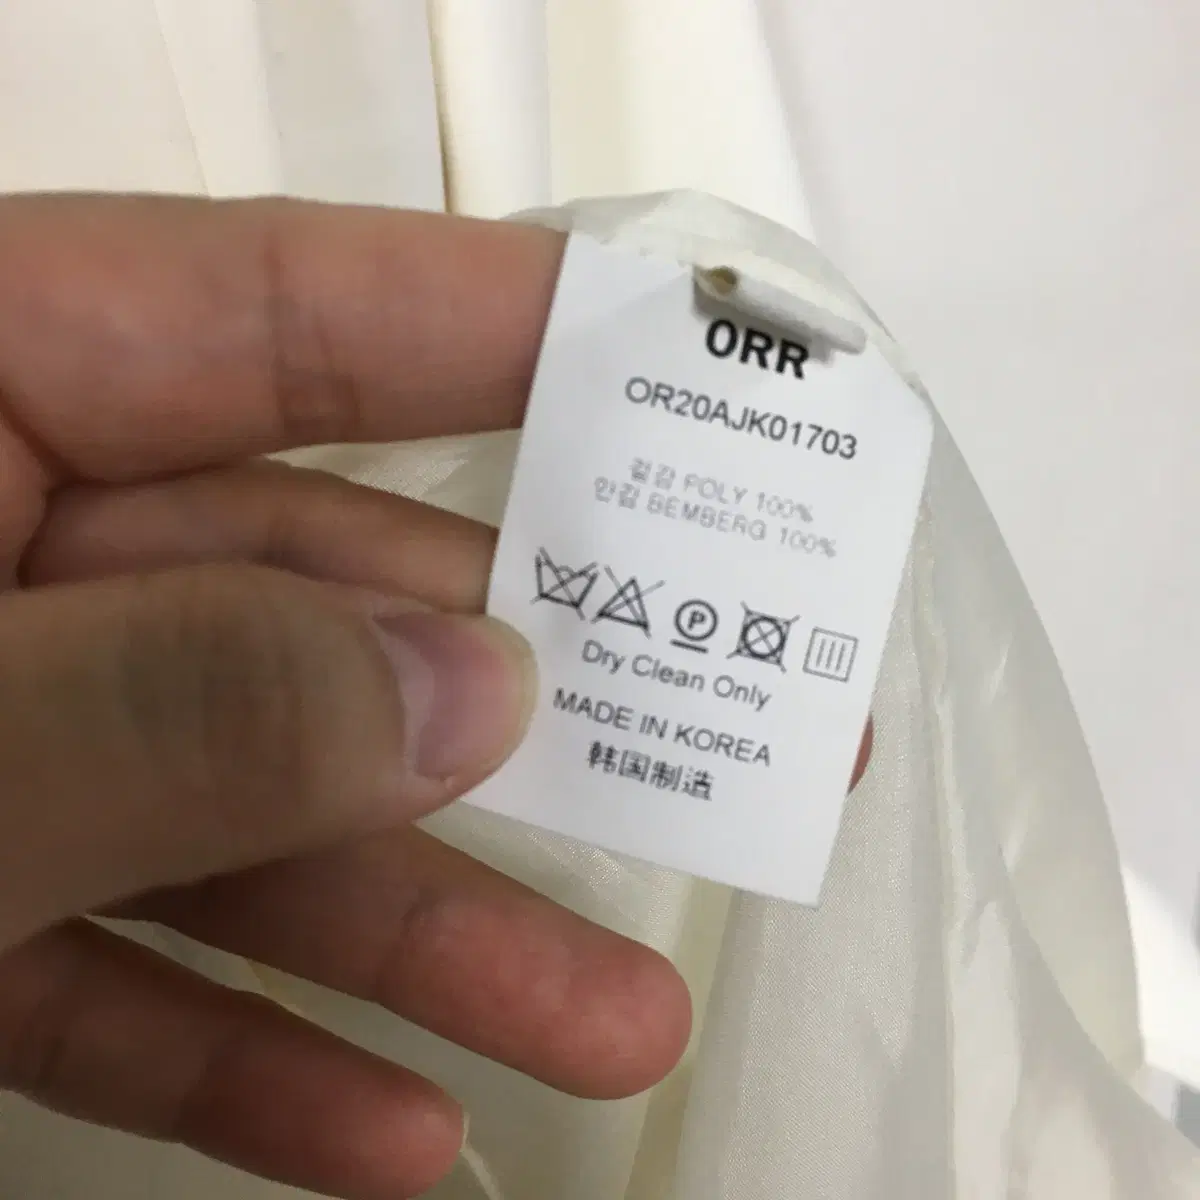 ORR
OR20AJK01703
겉감 POLY 100%
안감 BEMBERG 100%
P
Dry Clean Only
MADE IN KOREA
韩国制造